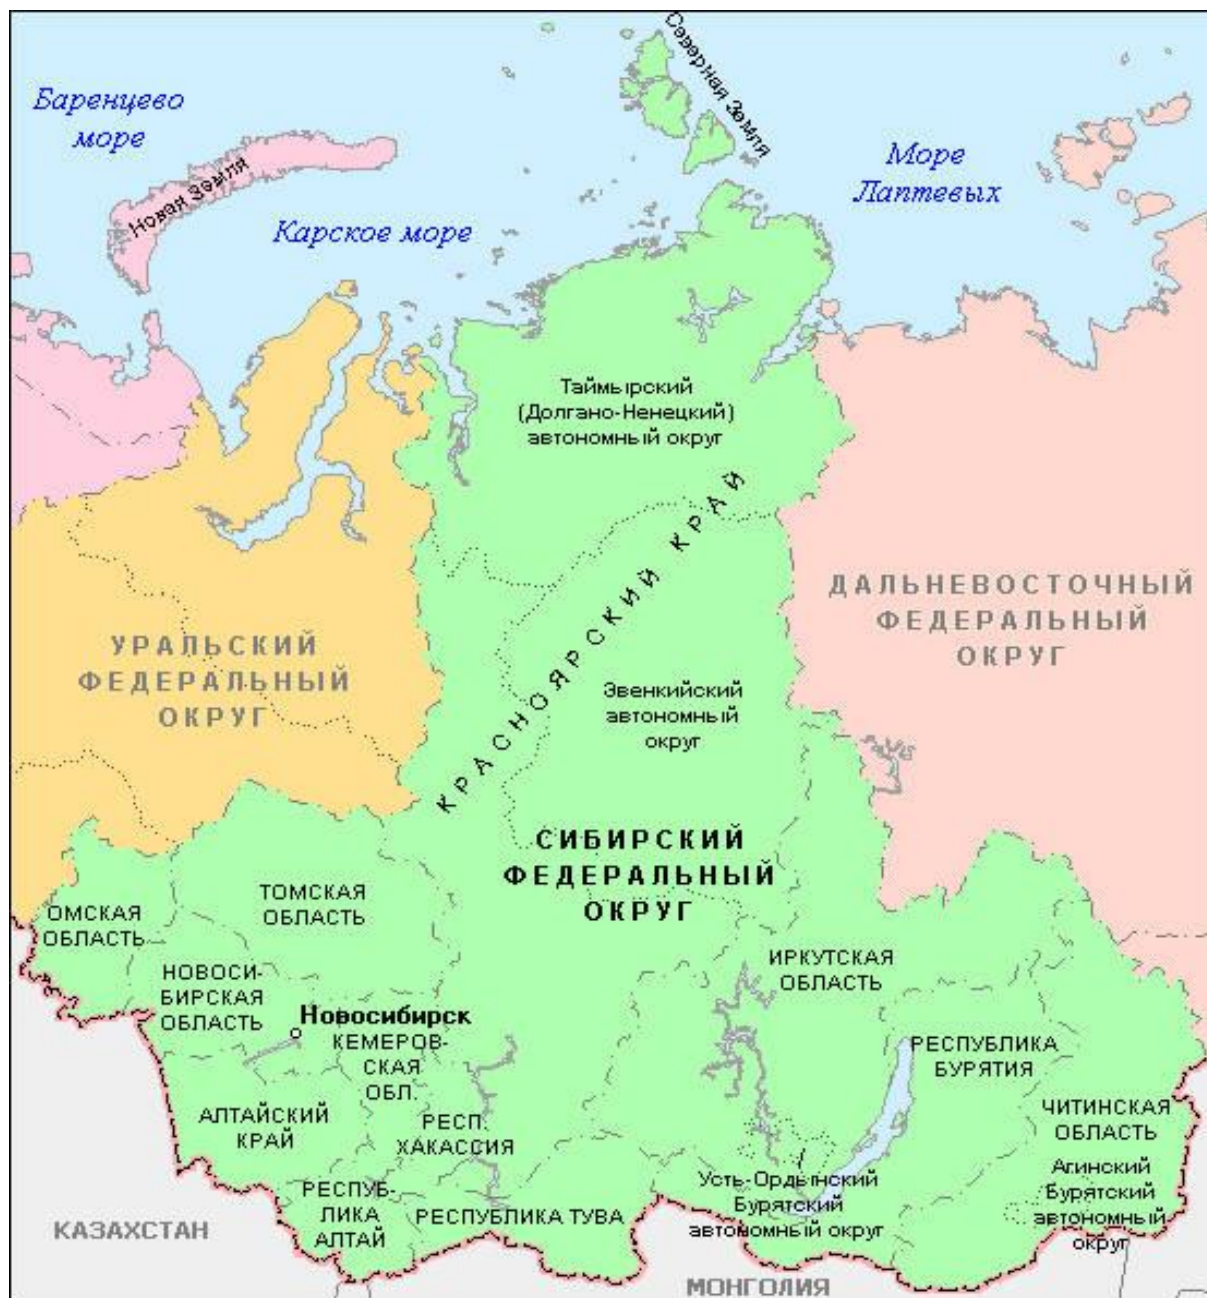 Северная Земля
Баренцево
море
Новая Земля
Море
Лаптевых
Карское море
Таймырский
(Долгано-Ненецкий)
автономный округ
КРАСНОЯРСКИЙ КРАЙ
УРАЛЬСКИЙ
ФЕДЕРАЛЬНЫЙ
ОКРУГ
ДАЛЬНЕВОСТОЧНЫЙ
ФЕДЕРАЛЬНЫЙ
ОКРУГ
Эвенкийский
автономный
округ
СИБИРСКИЙ
ФЕДЕРАЛЬНЫЙ
ОКРУГ
ТОМСКАЯ
ОБЛАСТЬ
ОМСКАЯ
ОБЛАСТЬ
НОВОСИ-
БИРСКАЯ
ОБЛАСТЬ
Новосибирск
КЕМЕРОВ-
СКАЯ
ОБЛ.
ИРКУТСКАЯ
ОБЛАСТЬ
РЕСПУБЛИКА
БУРЯТИЯ
АЛТАЙСКИЙ
КРАЙ
РЕСП.
ХАКАССИЯ
ЧИТИНСКАЯ
ОБЛАСТЬ
РЕСПУБ-
ЛИКА
АЛТАЙ
РЕСПУБЛИКА ТУВА
Усть-Ордынский
Бурятский
автономный округ
Агинский
Бурятский
автономный
округ
КАЗАХСТАН
МОНГОЛИЯ